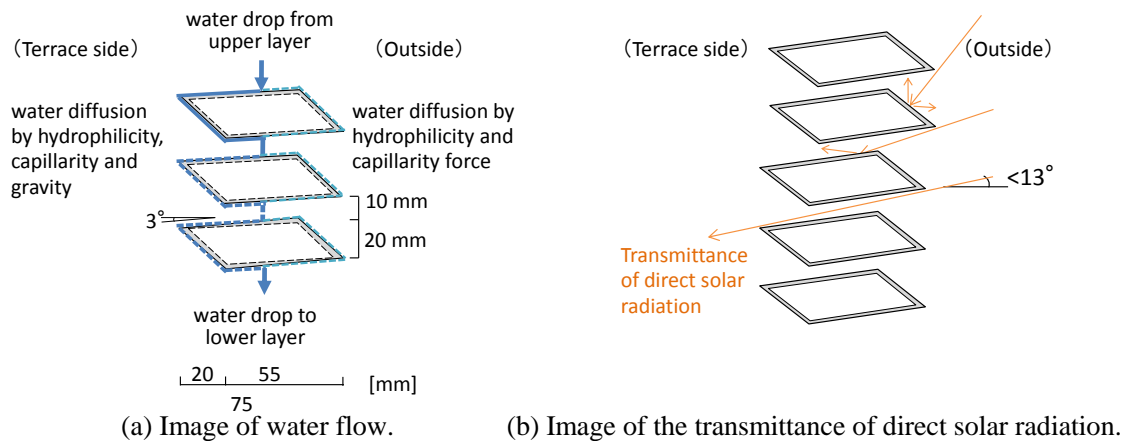 water drop from
upper layer
（Terrace side）
（Outside）
water diffusion
by hydrophilicity,
capillarity and
gravity
water diffusion by
hydrophilicity and
capillarity force
3°
10 mm
20 mm
water drop to
lower layer
20 55 [mm]
75
(a) Image of water flow.
（Terrace side）
（Outside）
<13°
Transmittance
of direct solar
radiation
(b) Image of the transmittance of direct solar radiation.